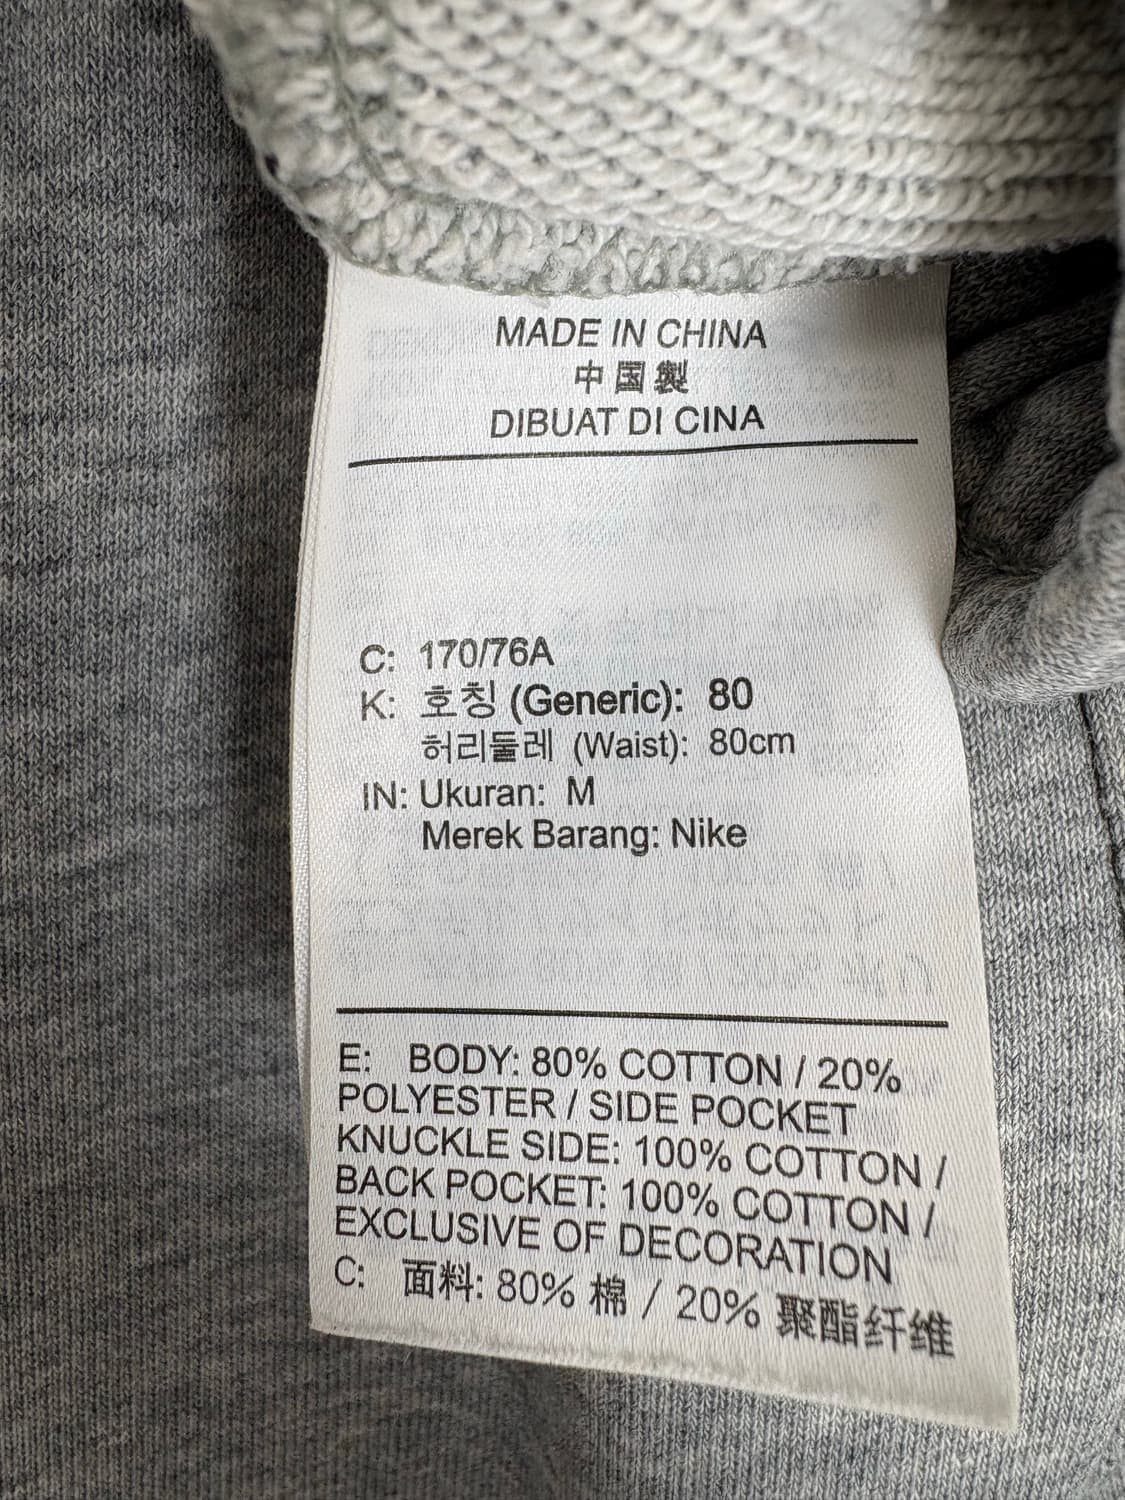 MADE IN CHINA
中国製
DIBUAT DI CINA
C: 170/76A
K: 호칭 (Generic): 80
허리둘레 (Waist): 80cm
IN: Ukuran: M
Merek Barang: Nike
E: BODY: 80% COTTON / 20%
POLYESTER / SIDE POCKET
KNUCKLE SIDE: 100% COTTON /
BACK POCKET: 100% COTTON /
EXCLUSIVE OF DECORATION
C: 面料: 80% 棉 / 20% 聚酯纤维